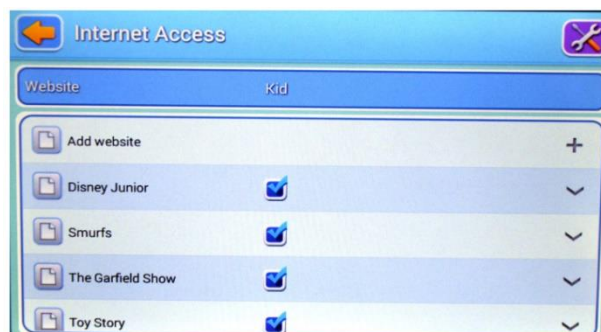 Internet Access
Website Kid
Add website
Disney Junior
Smurfs
The Garfield Show
Toy Story